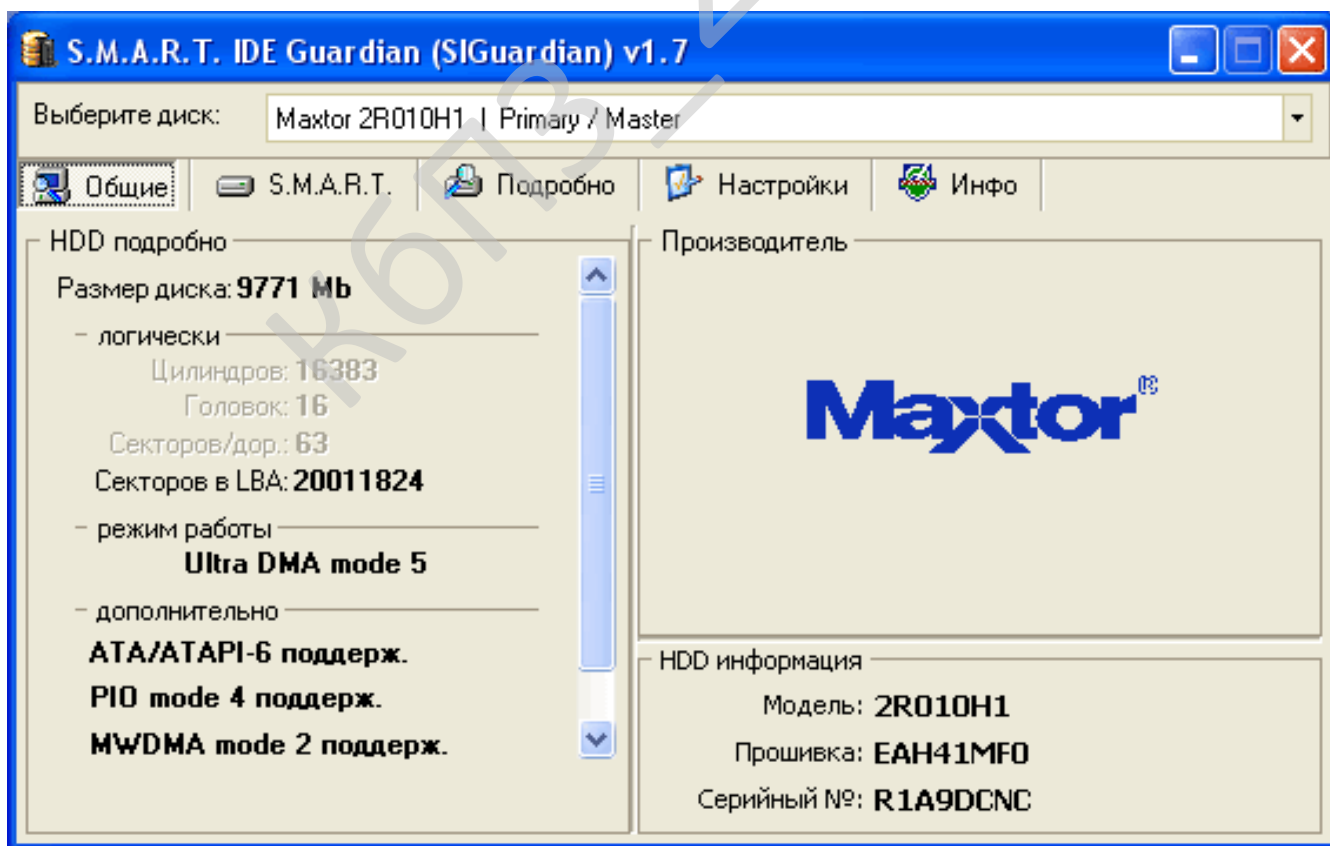 S.M.A.R.T. IDE Guardian (SIGuardian) v1.7
Выберите диск: Maxtor 2R010H1 | Primary / Master
Общие S.M.A.R.T. Подробно Настройки Инфо
HDD подробно
Размер диска: 9771 Mb
логически
Цилиндров: 16383
Головок: 16
Секторов/дор.: 63
Секторов в LBA: 20011824
режим работы
Ultra DMA mode 5
дополнительно
ATA/ATAPI-6 поддерж.
PIO mode 4 поддерж.
MWDMA mode 2 поддерж.
Производитель
Maxtor®
HDD информация
Модель: 2R010H1
Прошивка: EAH41MF0
Серийный №: R1A9DCNC